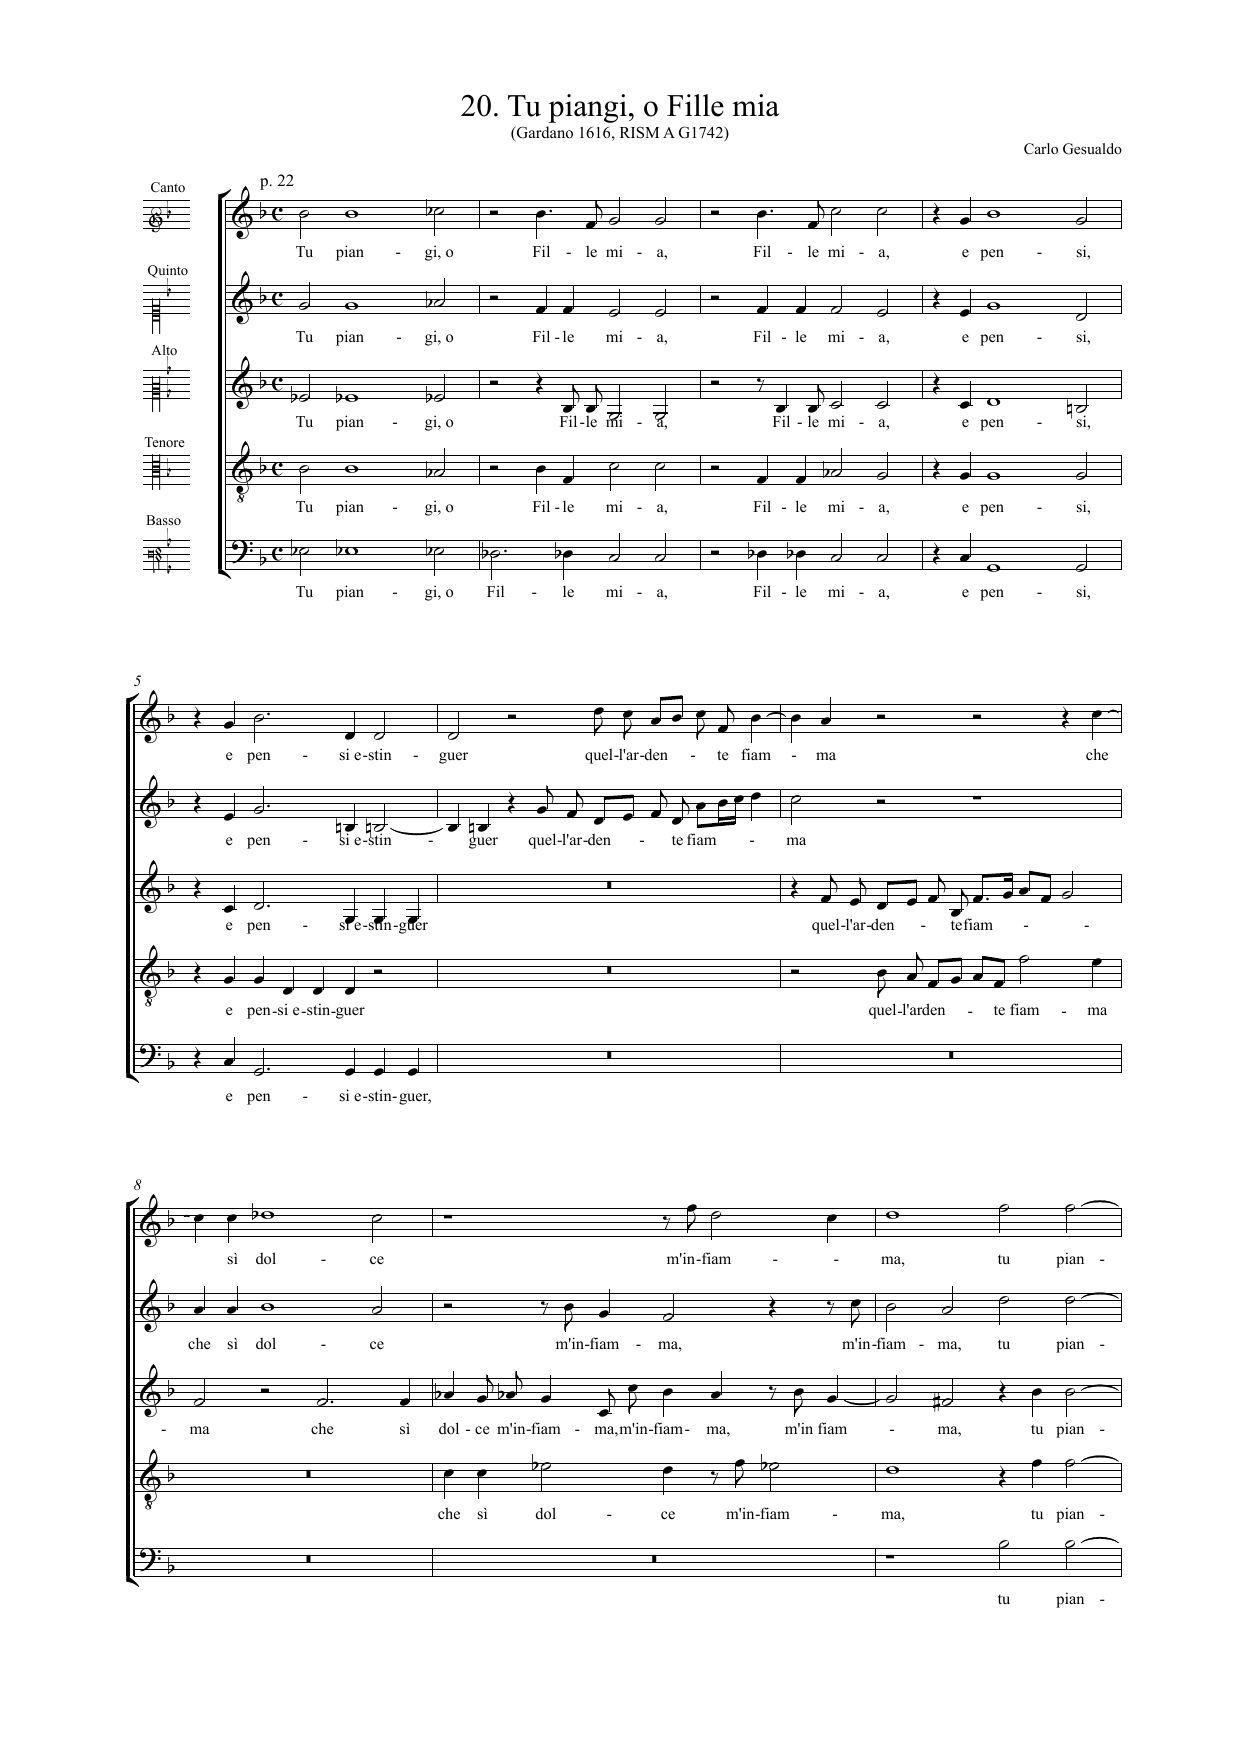 20. Tu piangi, o Fille mia
(Gardano 1616, RISM A G1742)
Carlo Gesualdo
p. 22
Canto
Tu pian - gi, o Fil - le mi - a, Fil - le mi - a, e pen - si,
Quinto
Tu pian - gi, o Fil - le mi - a, Fil - le mi - a, e pen - si,
Alto
Tu pian - gi, o Fil - le mi - a, Fil - le mi - a, e pen - si,
Tenore
8
Tu pian - gi, o Fil - le mi - a, Fil - le mi - a, e pen - si,
Basso
Tu pian - gi, o Fil - le mi - a, Fil - le mi - a, e pen - si,
5
e pen - si e-stin - guer quel-l'ar-den - te fiam - ma che
e pen - si e-stin - guer quel-l'ar-den - te fiam - ma
e pen - si e-stin-guer quel-l'ar-den - tefiam - -
8
e pen-si e-stin-guer quel-l'arden - te fiam - ma
e pen - si e-stin-guer,
8
sì dol - ce m'in-fiam - - ma, tu pian -
che sì dol - ce m'in-fiam - ma, m'in-fiam - ma, tu pian -
- ma che sì dol - ce m'in-fiam - ma, m'in-fiam - ma, m'in fiam - ma, tu pian -
8
che sì dol - ce m'in-fiam - ma, tu pian -
tu pian -